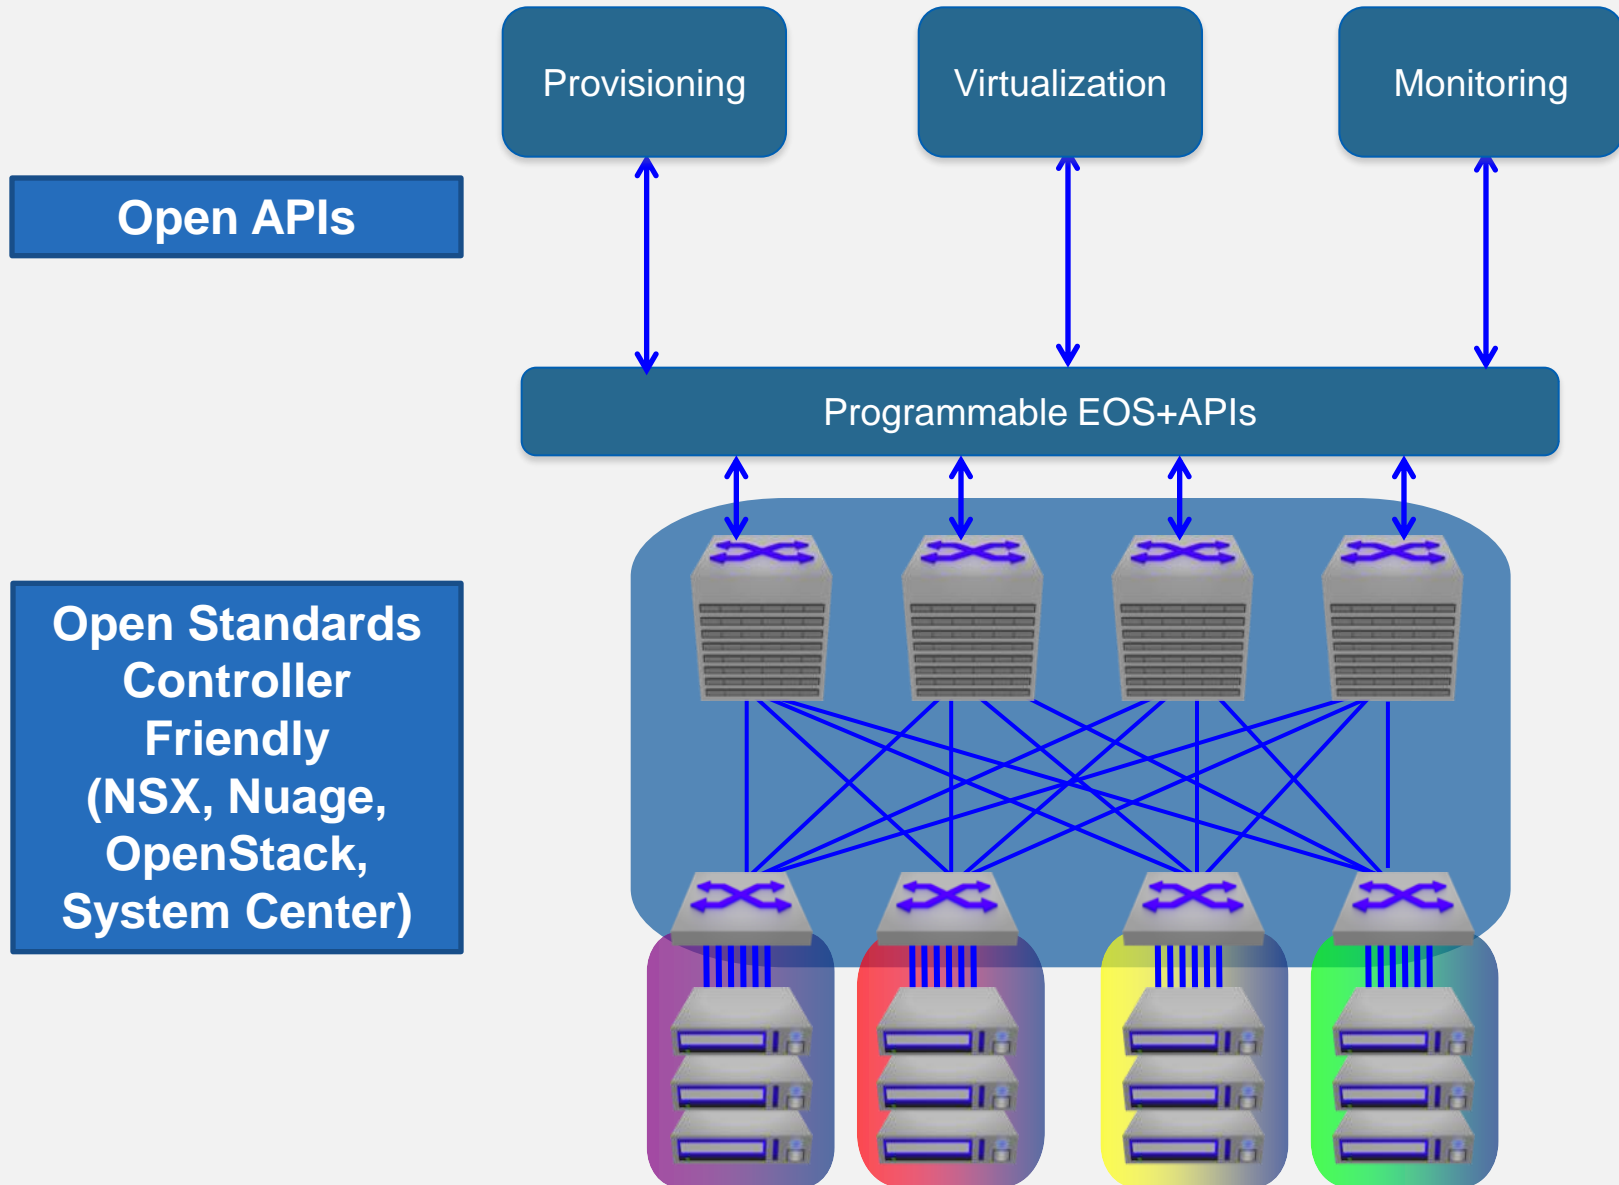 Provisioning
Virtualization
Monitoring
Open APIs
Programmable EOS+APIs
Open Standards
Controller
Friendly
(NSX, Nuage,
OpenStack,
System Center)